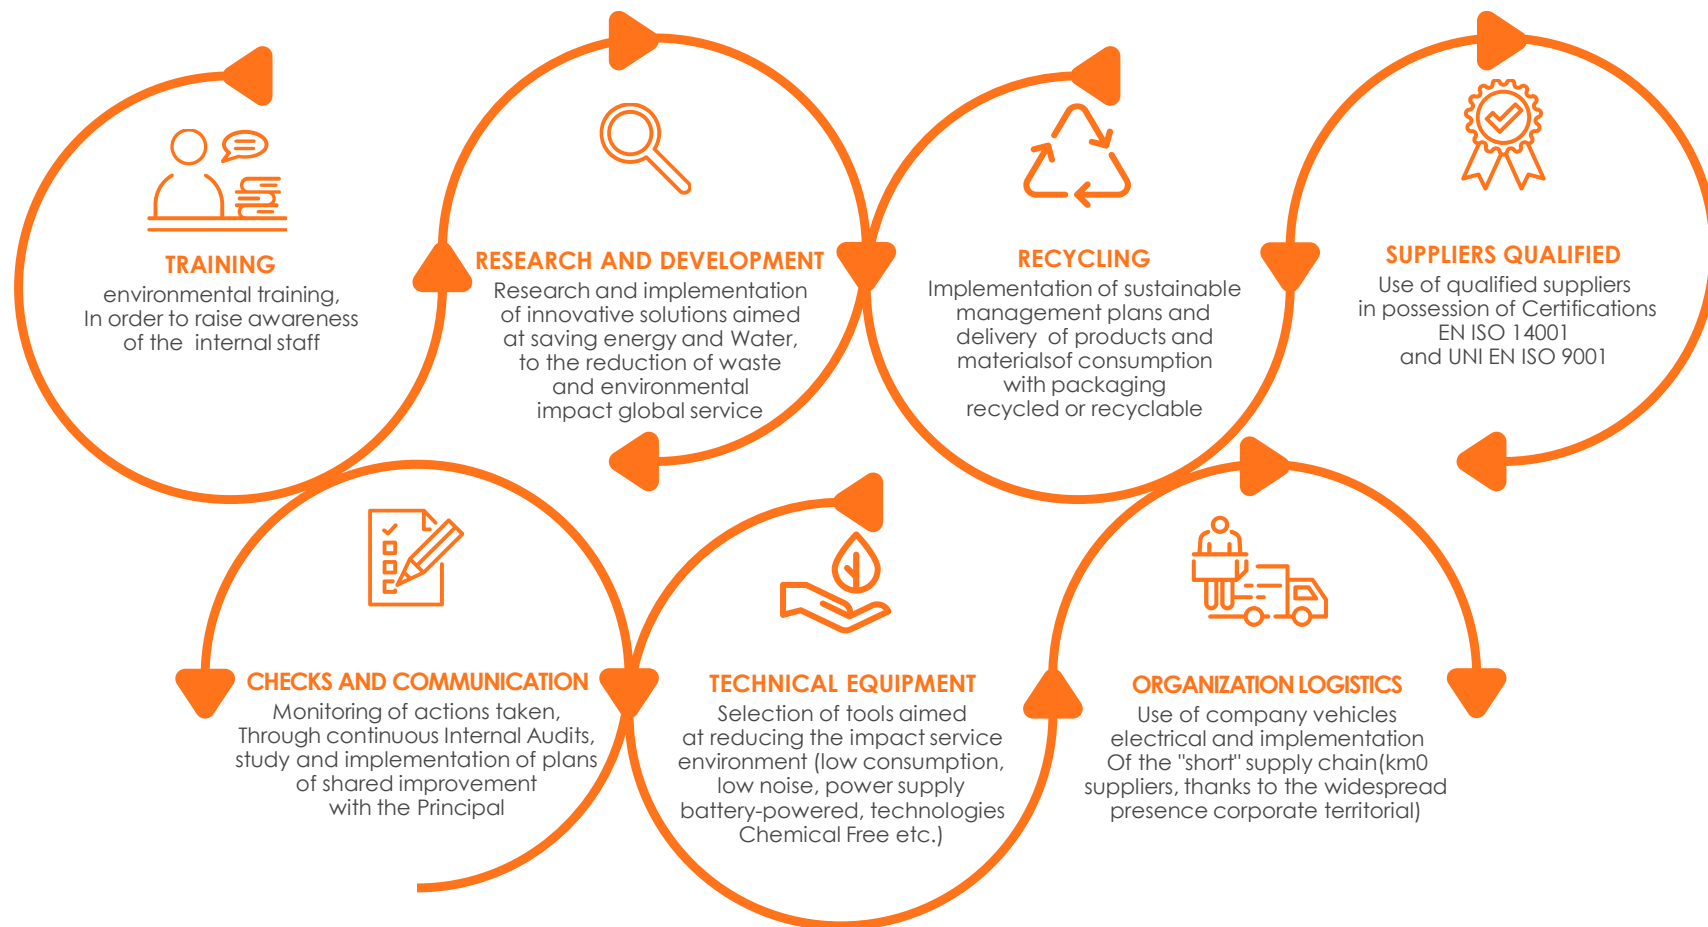 TRAINING
environmental training,
In order to raise awareness
of the internal staff
RESEARCH AND DEVELOPMENT
Research and implementation
of innovative solutions aimed
at saving energy and Water,
to the reduction of waste
and environmental
impact global service
RECYCLING
Implementation of sustainable
management plans and
delivery of products and
materialsof consumption
with packaging
recycled or recyclable
SUPPLIERS QUALIFIED
Use of qualified suppliers
in possession of Certifications
EN ISO 14001
and UNI EN ISO 9001
CHECKS AND COMMUNICATION
Monitoring of actions taken,
Through continuous Internal Audits,
study and implementation of plans
of shared improvement
with the Principal
TECHNICAL EQUIPMENT
Selection of tools aimed
at reducing the impact service
environment (low consumption,
low noise, power supply
battery-powered, technologies
Chemical Free etc.)
ORGANIZATION LOGISTICS
Use of company vehicles
electrical and implementation
Of the "short" supply chain(km0
suppliers, thanks to the widespread
presence corporate territorial)